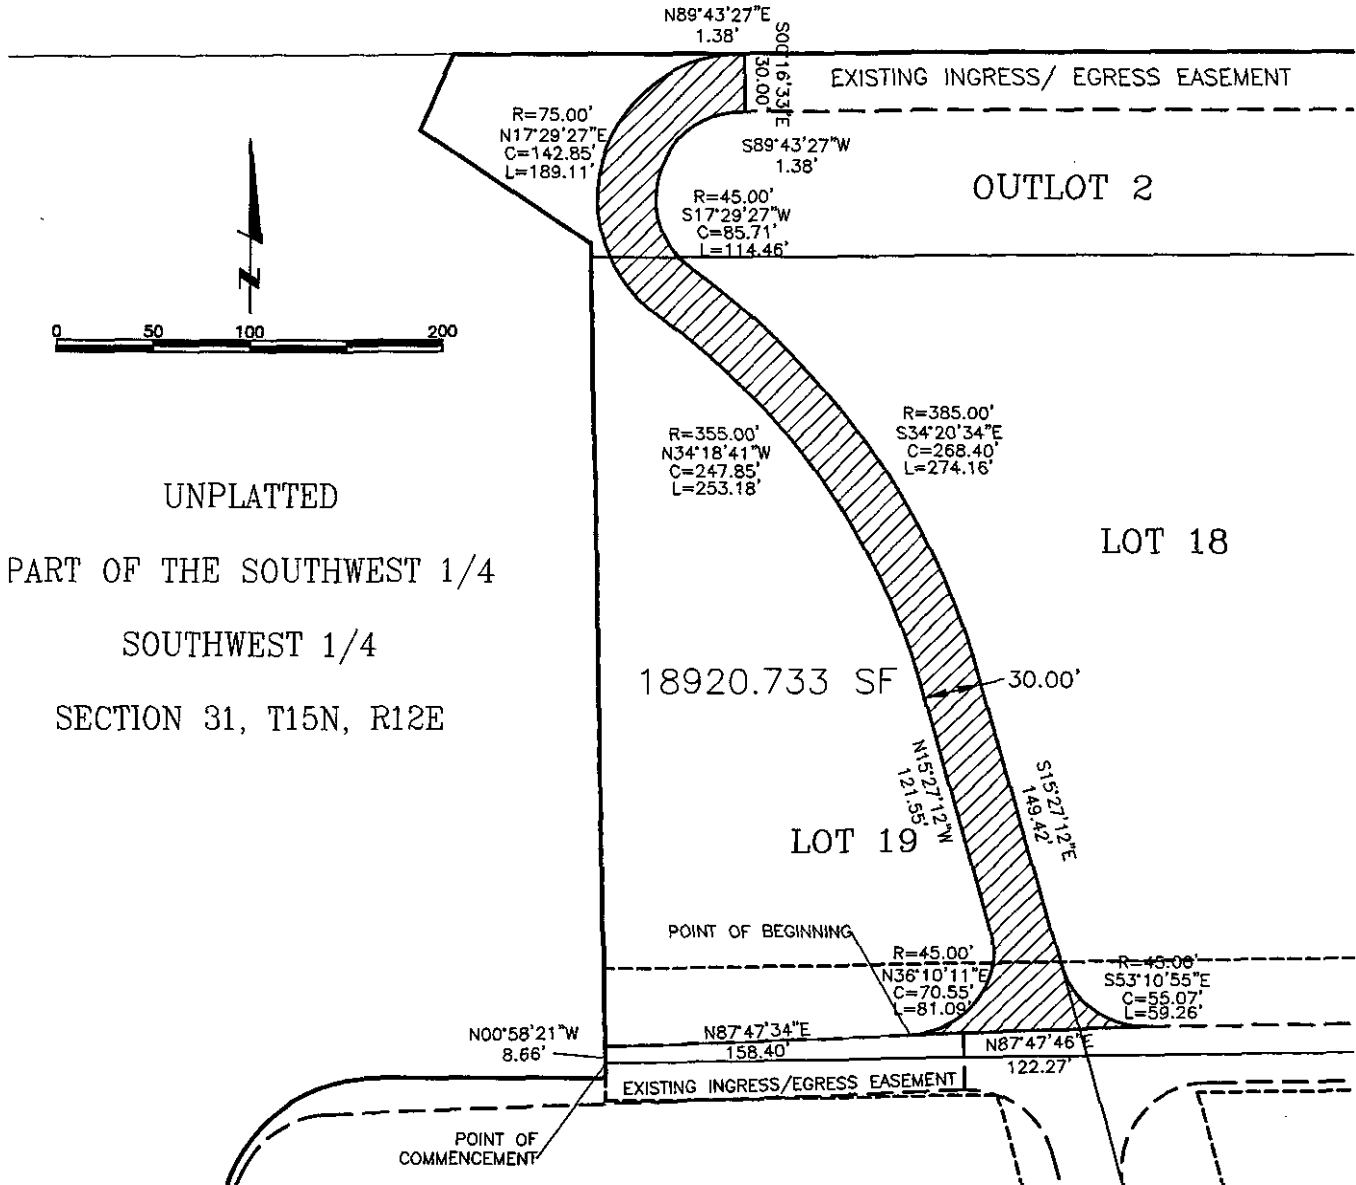 N89°43'27"E
1.38'
S00°16'33"E
30.00'
EXISTING INGRESS/ EGRESS EASEMENT
R=75.00'
N17°29'27"E
C=142.85'
L=189.11'
S89°43'27"W
1.38'
OUTLOT 2
R=45.00'
S17°29'27"W
C=85.71'
L=114.46'
N
0 50 100 200
R=385.00'
S34°20'34"E
C=268.40'
L=274.16'
R=355.00'
N34°18'41"W
C=247.85'
L=253.18'
UNPLATTED
PART OF THE SOUTHWEST 1/4
SOUTHWEST 1/4
SECTION 31, T15N, R12E
LOT 18
18920.733 SF
30.00'
N15°27'12"W
121.55'
S15°27'12"E
149.42'
LOT 19
POINT OF BEGINNING
R=45.00'
N36°10'11"E
C=70.55'
L=81.09'
R=45.00'
S53°10'55"E
C=55.07'
L=59.26'
N00°58'21"W
8.66'
N87°47'34"E
158.40'
N87°47'46"E
122.27'
EXISTING INGRESS/EGRESS EASEMENT
POINT OF
COMMENCEMENT